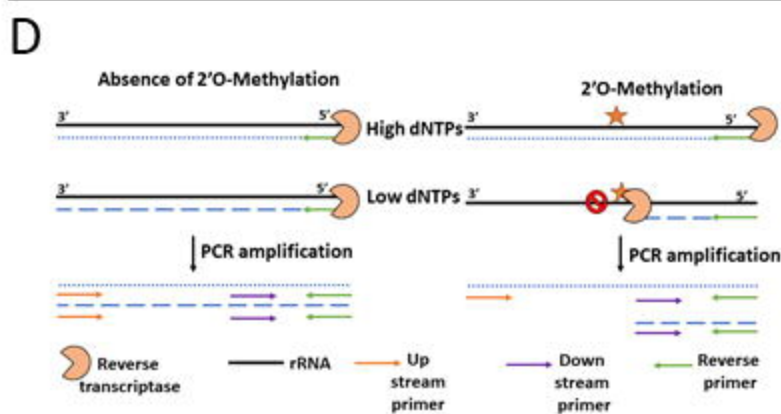 D
Absence of 2'O-Methylation
2'O-Methylation
3'
5'
High dNTPs
3'
5'
3'
5'
Low dNTPs
3'
5'
PCR amplification
PCR amplification
Reverse
transcriptase
rRNA
Up
stream
primer
Down
stream
primer
Reverse
primer